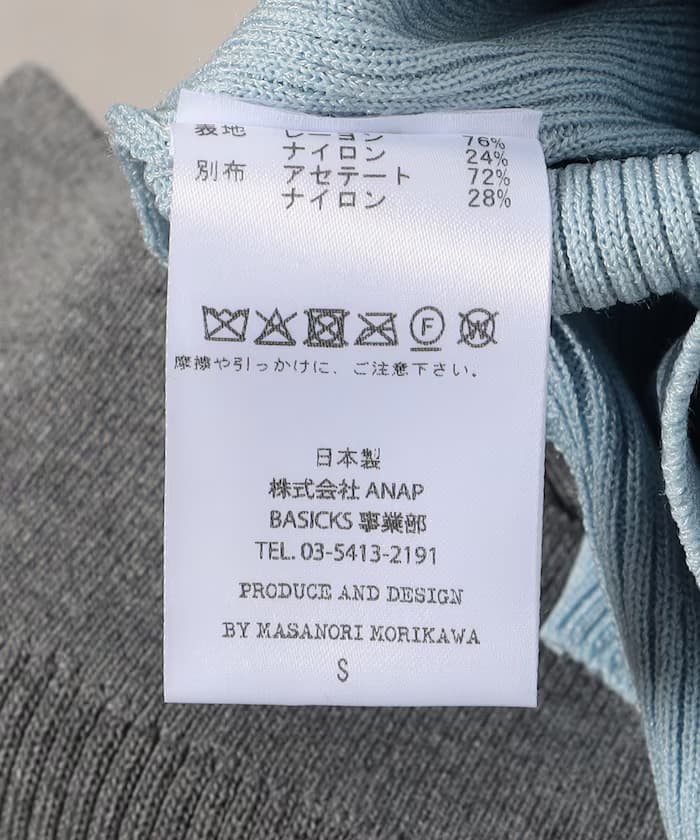 表地 レーヨン 76%
ナイロン 24%
別布 アセテート 72%
ナイロン 28%
F W
摩擦や引っかけに、ご注意下さい。
日本製
株式会社 ANAP
BASICKS 事業部
TEL. 03-5413-2191
PRODUCE AND DESIGN
BY MASANORI MORIKAWA
S